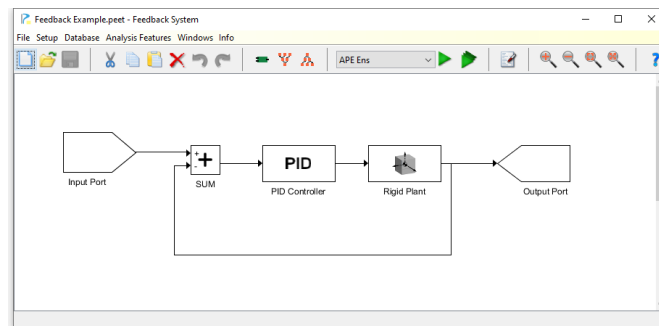 Feedback Example.peet - Feedback System
File Setup Database Analysis Features Windows Info
APE Ens
+
-
+
PID
Input Port
SUM
PID Controller
Rigid Plant
Output Port